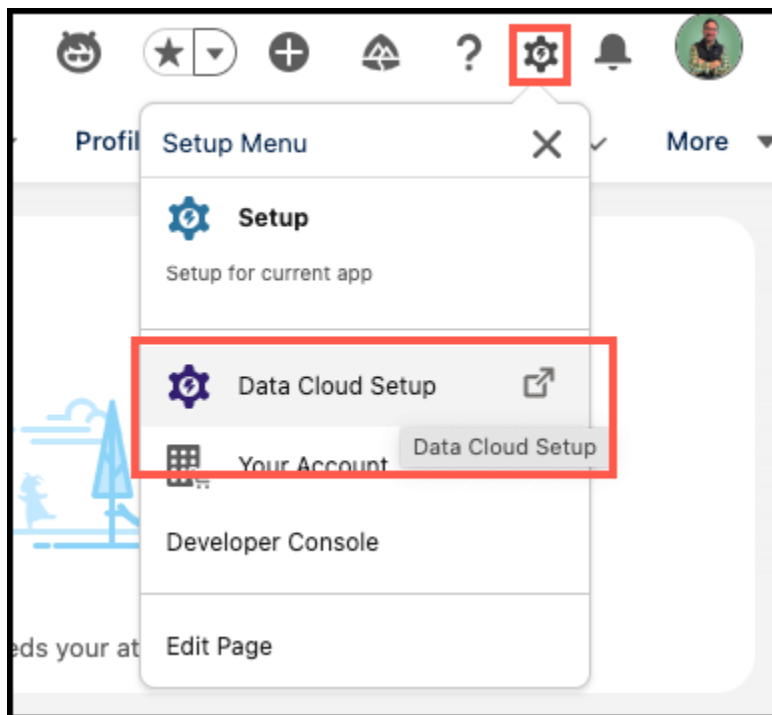 Profil
Setup Menu
More
Setup
Setup for current app
Data Cloud Setup
Data Cloud Setup
Your Account
Developer Console
eds your at
Edit Page